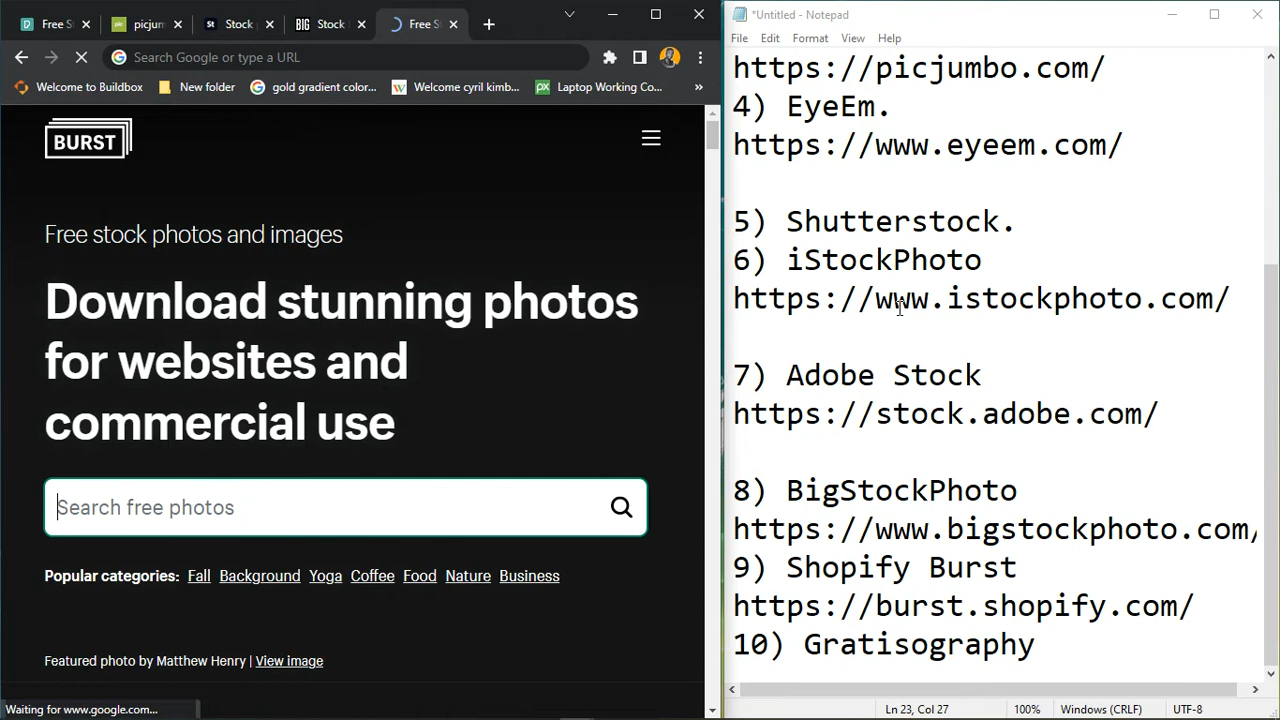 Free S
picjum
St Stock
BIG Stock
Free S
Search Google or type a URL
Welcome to Buildbox
New folder
gold gradient color...
Welcome cyril kimb...
Laptop Working Co...
»
BURST
Free stock photos and images
Download stunning photos
for websites and
commercial use
Search free photos
Popular categories: Fall Background Yoga Coffee Food Nature Business
Featured photo by Matthew Henry | View image
Waiting for www.google.com...
*Untitled - Notepad
File Edit Format View Help
https://picjumbo.com/
4) EyeEm.
https://www.eyeem.com/
5) Shutterstock.
6) iStockPhoto
https://www.istockphoto.com/
7) Adobe Stock
https://stock.adobe.com/
8) BigStockPhoto
https://www.bigstockphoto.com/
9) Shopify Burst
https://burst.shopify.com/
10) Gratisography
Ln 23, Col 27 100% Windows (CRLF) UTF-8